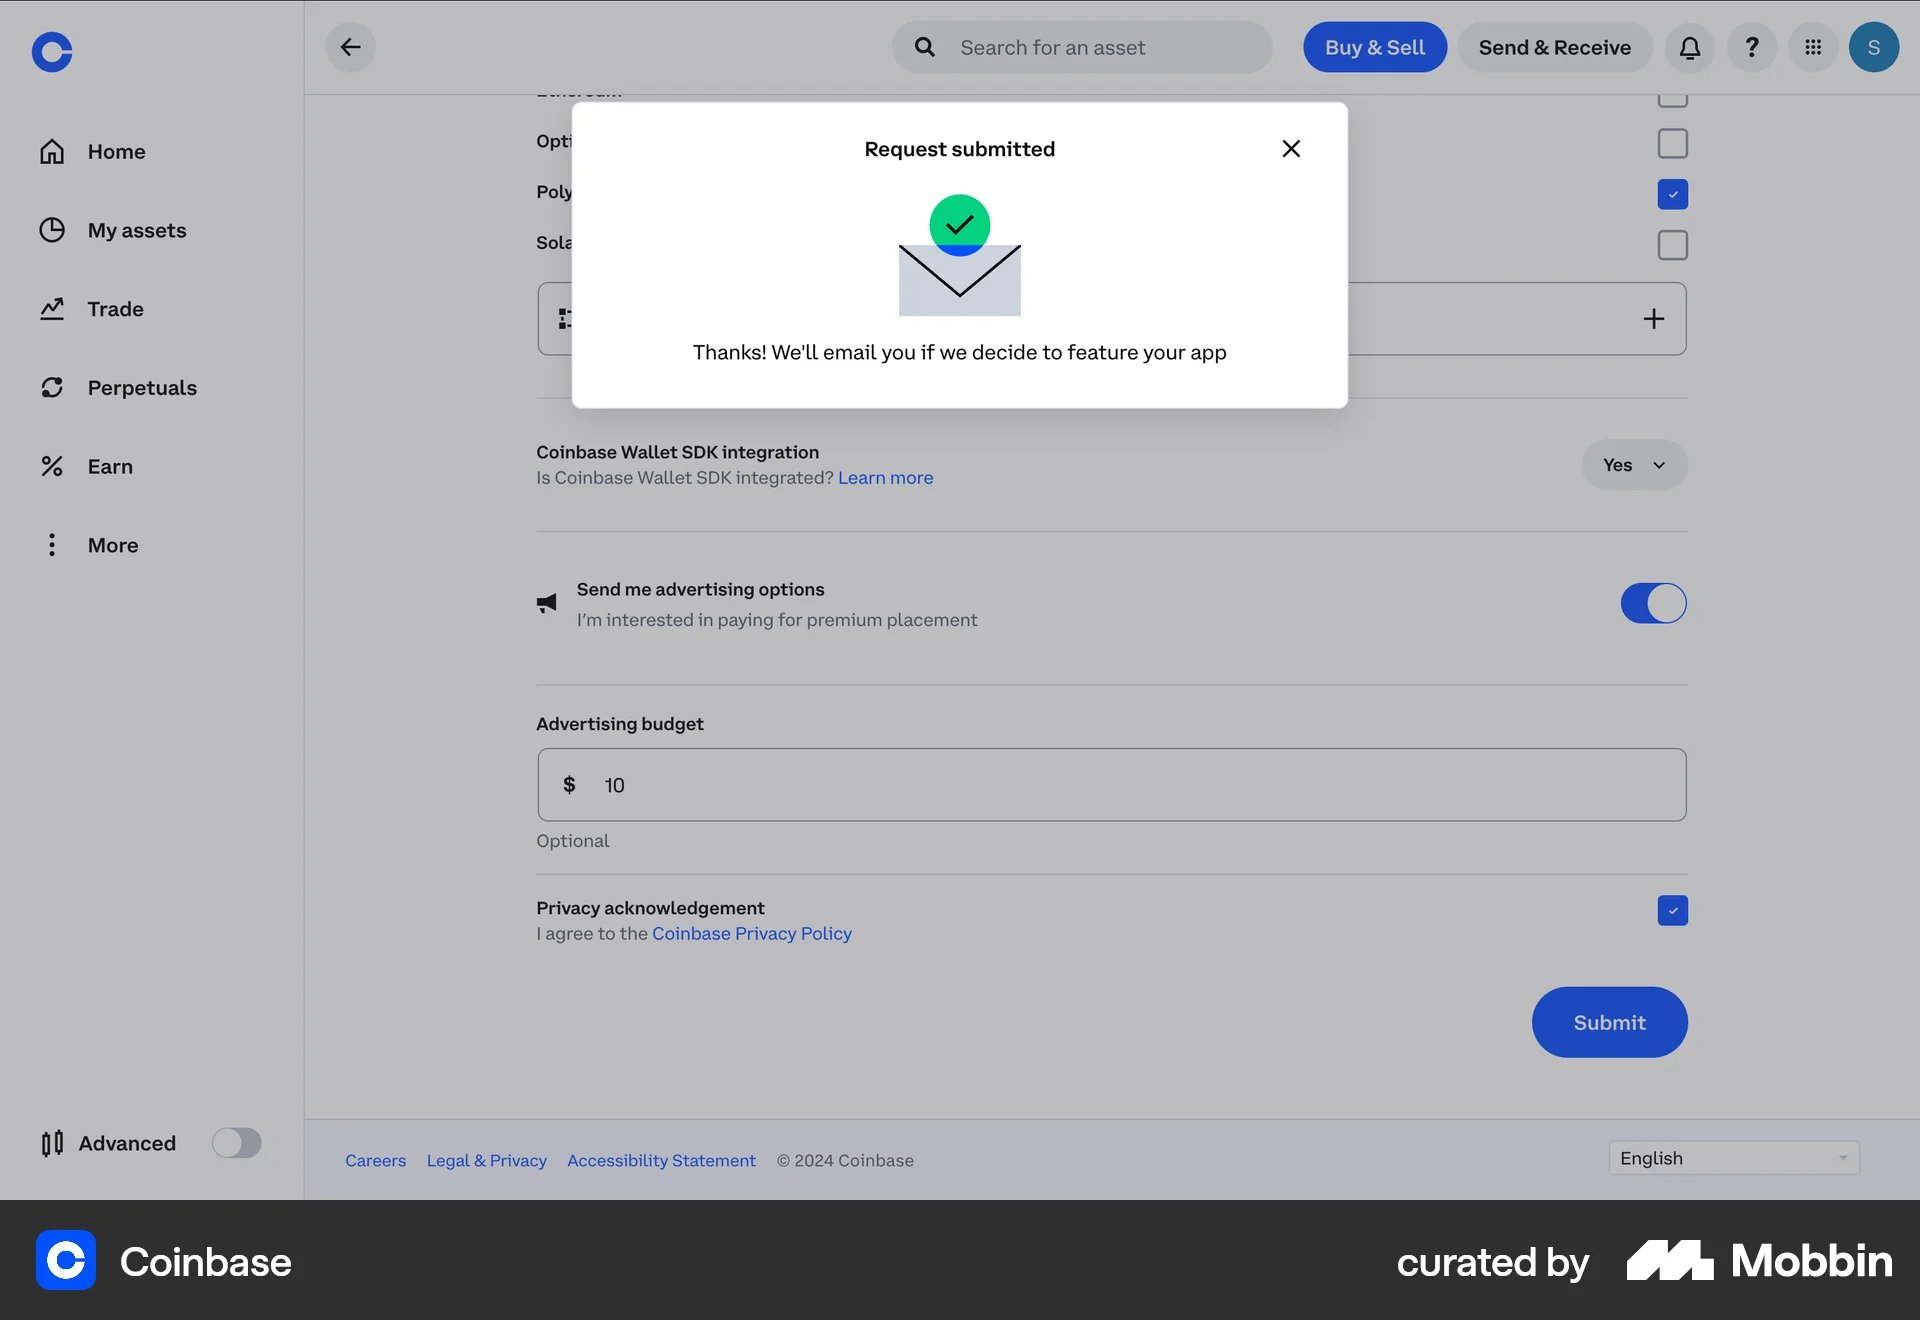 Search for an asset
Buy & Sell
Send & Receive
?
S
Home
My assets
Trade
Perpetuals
Earn
More
Advanced
Opti
Poly
Sola
Request submitted
Thanks! We'll email you if we decide to feature your app
Coinbase Wallet SDK integration
Is Coinbase Wallet SDK integrated? Learn more
Yes
Send me advertising options
I'm interested in paying for premium placement
Advertising budget
$ 10
Optional
Privacy acknowledgement
I agree to the Coinbase Privacy Policy
Submit
Careers Legal & Privacy Accessibility Statement © 2024 Coinbase
English
Coinbase
curated by Mobbin